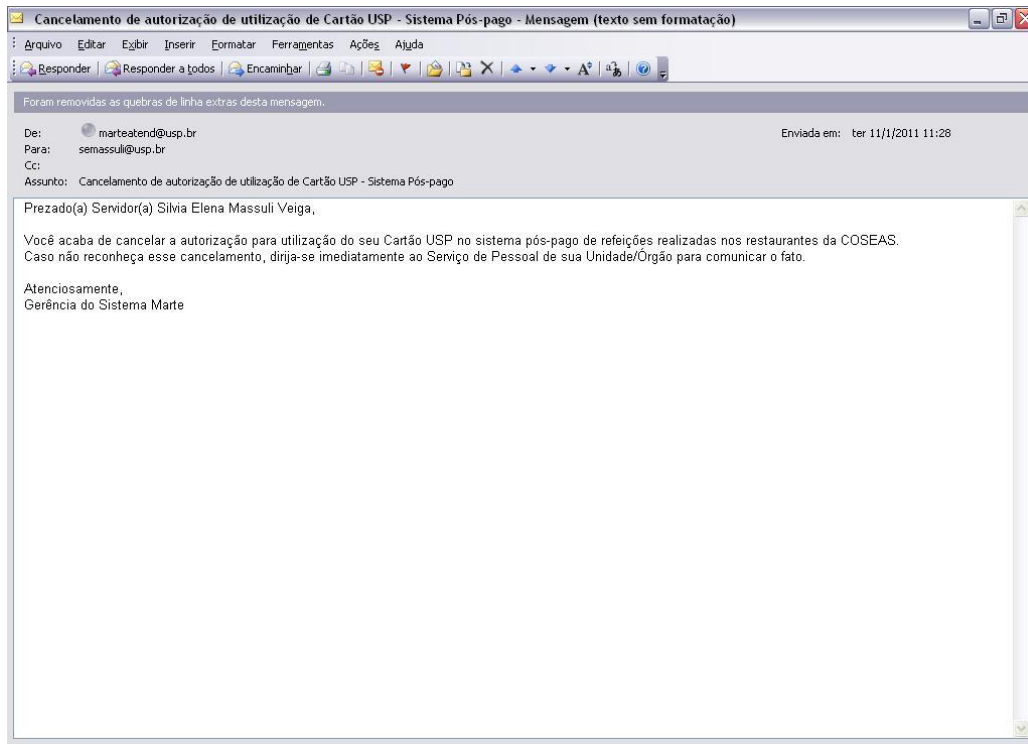 Cancelamento de autorização de utilização de Cartão USP - Sistema Pós-pago - Mensagem (texto sem formatação)
Arquivo Editar Exibir Inserir Formatar Ferramentas Ações Ajuda
Responder Responder a todos Encaminhar
Foram removidas as quebras de linha extras desta mensagem.
De: marteatend@usp.br Enviada em: ter 11/1/2011 11:28
Para: semassuli@usp.br
Cc:
Assunto: Cancelamento de autorização de utilização de Cartão USP - Sistema Pós-pago
Prezado(a) Servidor(a) Silvia Elena Massuli Veiga,
Você acaba de cancelar a autorização para utilização do seu Cartão USP no sistema pós-pago de refeições realizadas nos restaurantes da COSEAS.
Caso não reconheça esse cancelamento, dirija-se imediatamente ao Serviço de Pessoal de sua Unidade/Órgão para comunicar o fato.
Atenciosamente,
Gerência do Sistema Marte